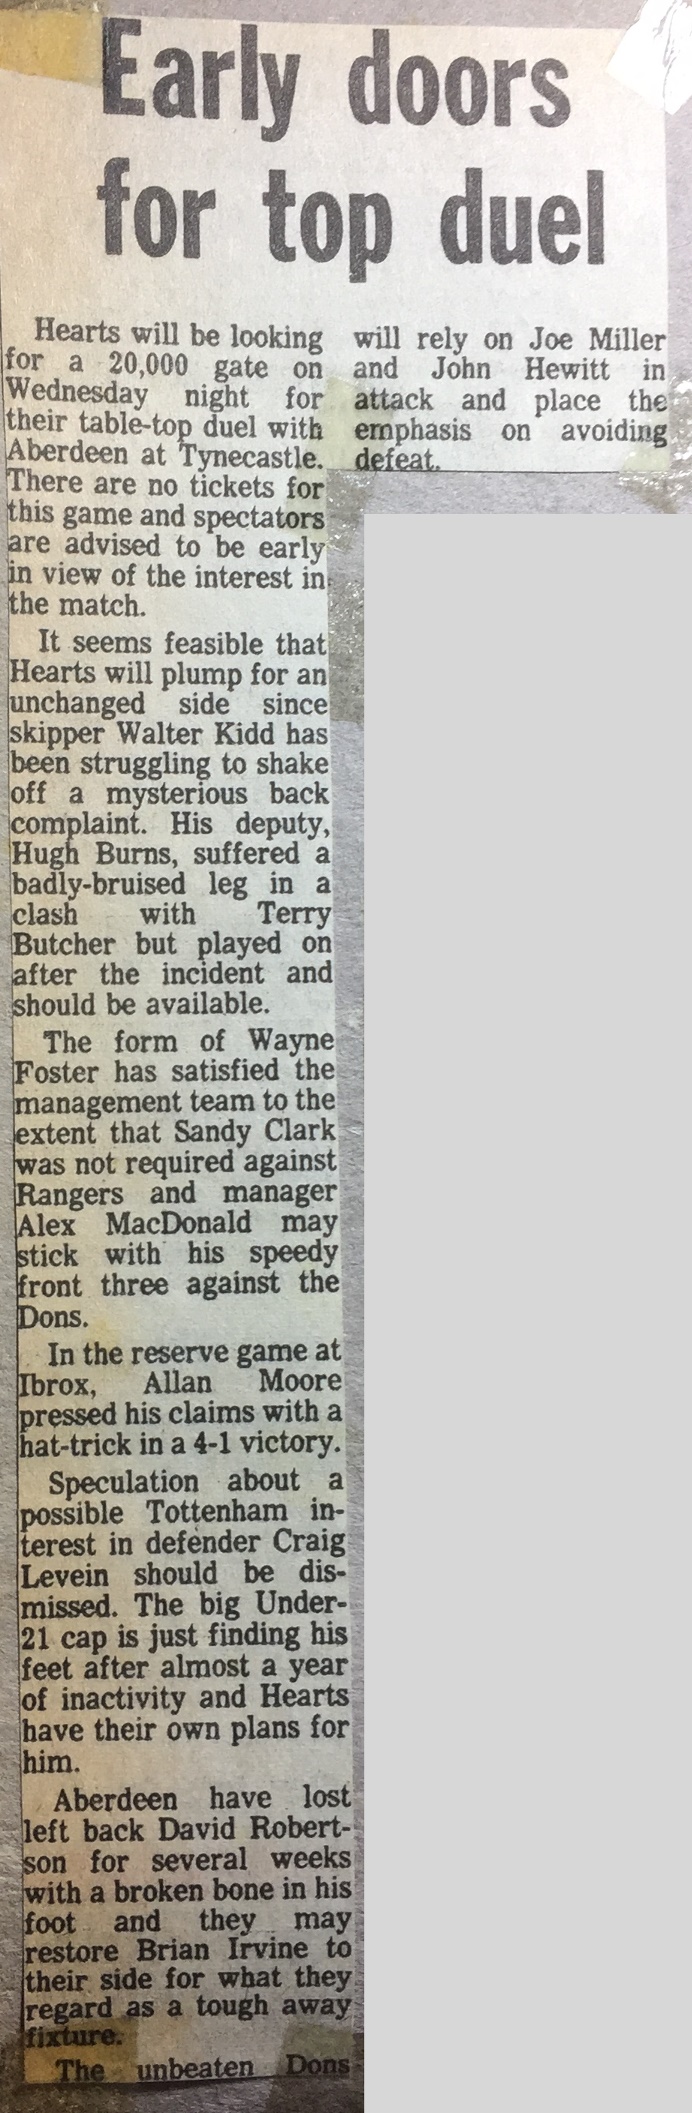 Early doors
for top duel
Hearts will be looking
for a 20,000 gate on
Wednesday night for
their table-top duel with
Aberdeen at Tynecastle.
There are no tickets for
this game and spectators
are advised to be early
in view of the interest in
the match.
It seems feasible that
Hearts will plump for an
unchanged side since
skipper Walter Kidd has
been struggling to shake
off a mysterious back
complaint. His deputy,
Hugh Burns, suffered a
badly-bruised leg in a
clash with Terry
Butcher but played on
after the incident and
should be available.
The form of Wayne
Foster has satisfied the
management team to the
extent that Sandy Clark
was not required against
Rangers and manager
Alex MacDonald may
stick with his speedy
front three against the
Dons.
In the reserve game at
Ibrox, Allan Moore
pressed his claims with a
hat-trick in a 4-1 victory.
Speculation about a
possible Tottenham in-
terest in defender Craig
Levein should be dis-
missed. The big Under-
21 cap is just finding his
feet after almost a year
of inactivity and Hearts
have their own plans for
him.
Aberdeen have lost
left back David Robert-
son for several weeks
with a broken bone in his
foot and they may
restore Brian Irvine to
their side for what they
regard as a tough away
fixture.
The unbeaten Dons
will rely on Joe Miller
and John Hewitt in
attack and place the
emphasis on avoiding
defeat.